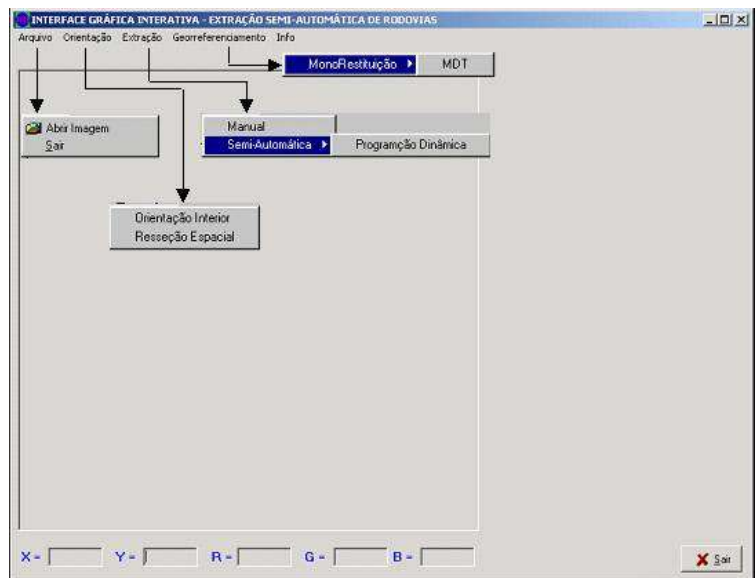 INTERFACE GRÁFICA INTERATIVA - EXTRAÇÃO SEMI-AUTOMÁTICA DE RODOVIAS
Arquivo Orientação Extração Georreferenciamento Info
MonoRestituição MDT
Abrir Imagem
Sair
Manual
Semi-Automática Programção Dinâmica
Orientação Interior
Resseção Espacial
X = Y = R = G = B =
Sair